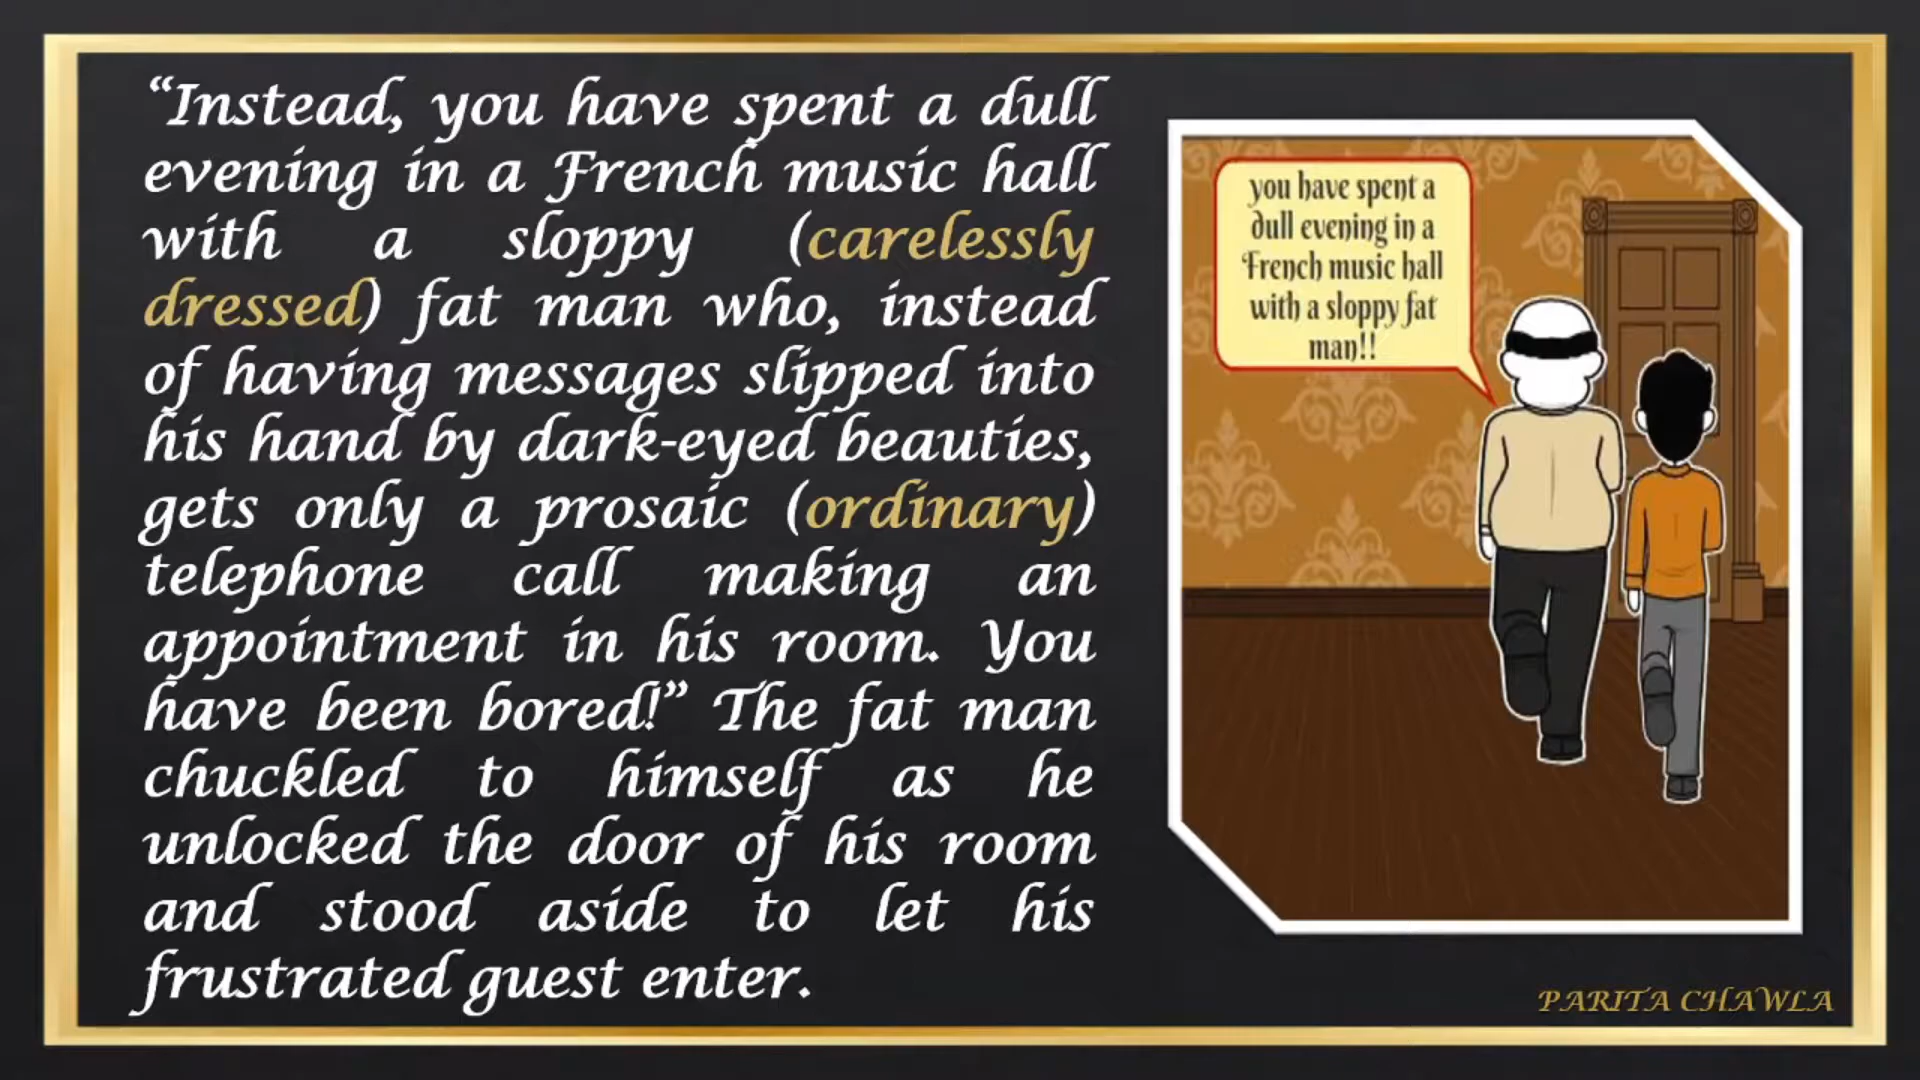 “Instead, you have spent a dull
evening in a French music hall
with a sloppy (carelessly
dressed) fat man who, instead
of having messages slipped into
his hand by dark-eyed beauties,
gets only a prosaic (ordinary)
telephone call making an
appointment in his room. You
have been bored!” The fat man
chuckled to himself as he
unlocked the door of his room
and stood aside to let his
frustrated guest enter.
you have spent a
dull evening in a
French music hall
with a sloppy fat
man!!
PARITA CHAWLA